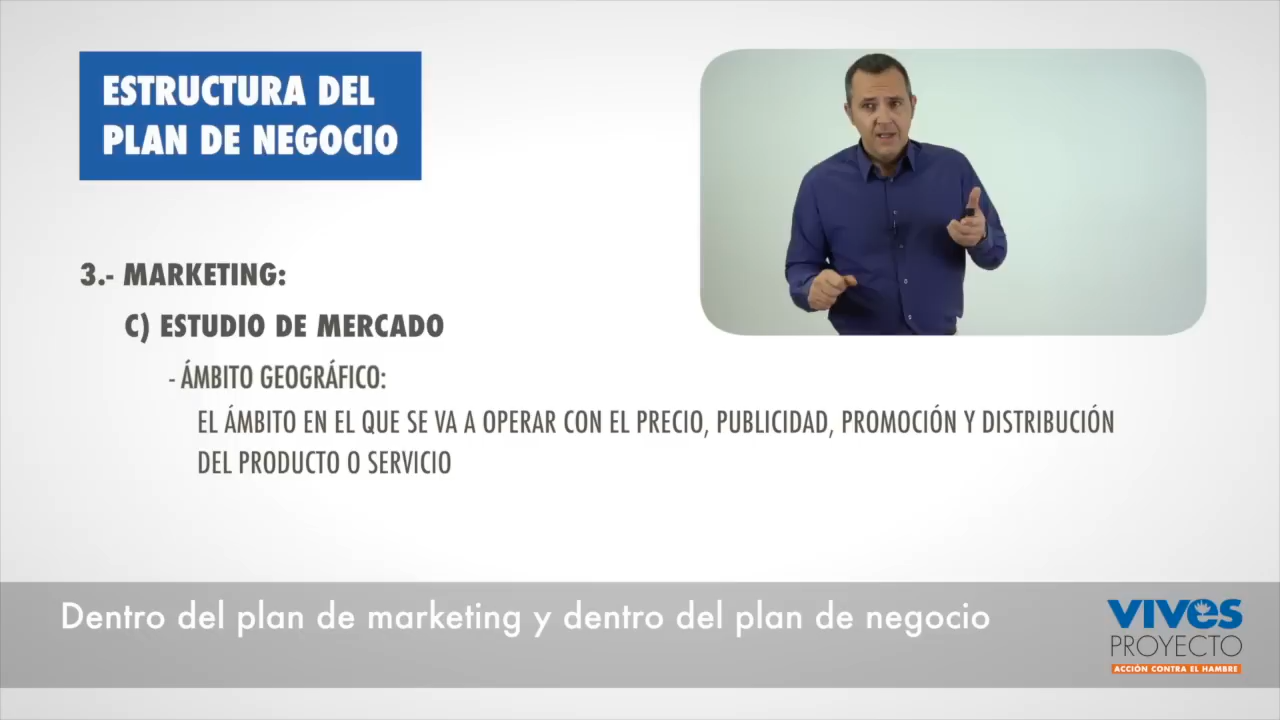 ESTRUCTURA DEL
PLAN DE NEGOCIO
3.- MARKETING:
C) ESTUDIO DE MERCADO
- ÁMBITO GEOGRÁFICO:
EL ÁMBITO EN EL QUE SE VA A OPERAR CON EL PRECIO, PUBLICIDAD, PROMOCIÓN Y DISTRIBUCIÓN
DEL PRODUCTO O SERVICIO
Dentro del plan de marketing y dentro del plan de negocio
VIVES
PROYECTO
ACCIÓN CONTRA EL HAMBRE